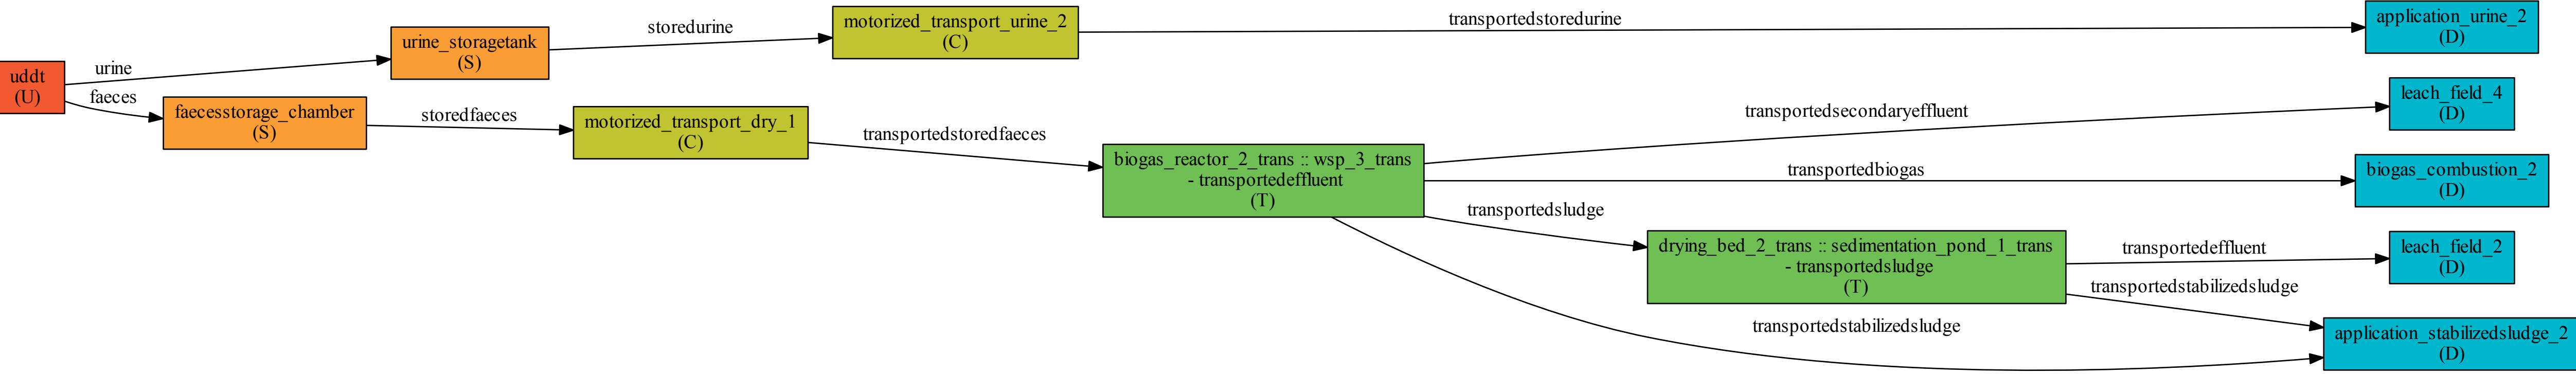 uddt
(U)
urine
faeces
urine_storagetank
(S)
faecesstorage_chamber
(S)
storedurine
storedfaeces
motorized_transport_urine_2
(C)
motorized_transport_dry_1
(C)
transportedstoredurine
transportedstoredfaeces
biogas_reactor_2_trans :: wsp_3_trans
- transportedeffluent
(T)
transportedsecondaryeffluent
transportedbiogas
transportedsludge
transportedstabilizedsludge
drying_bed_2_trans :: sedimentation_pond_1_trans
- transportedsludge
(T)
transportedeffluent
transportedstabilizedsludge
application_urine_2
(D)
leach_field_4
(D)
biogas_combustion_2
(D)
leach_field_2
(D)
application_stabilizedsludge_2
(D)